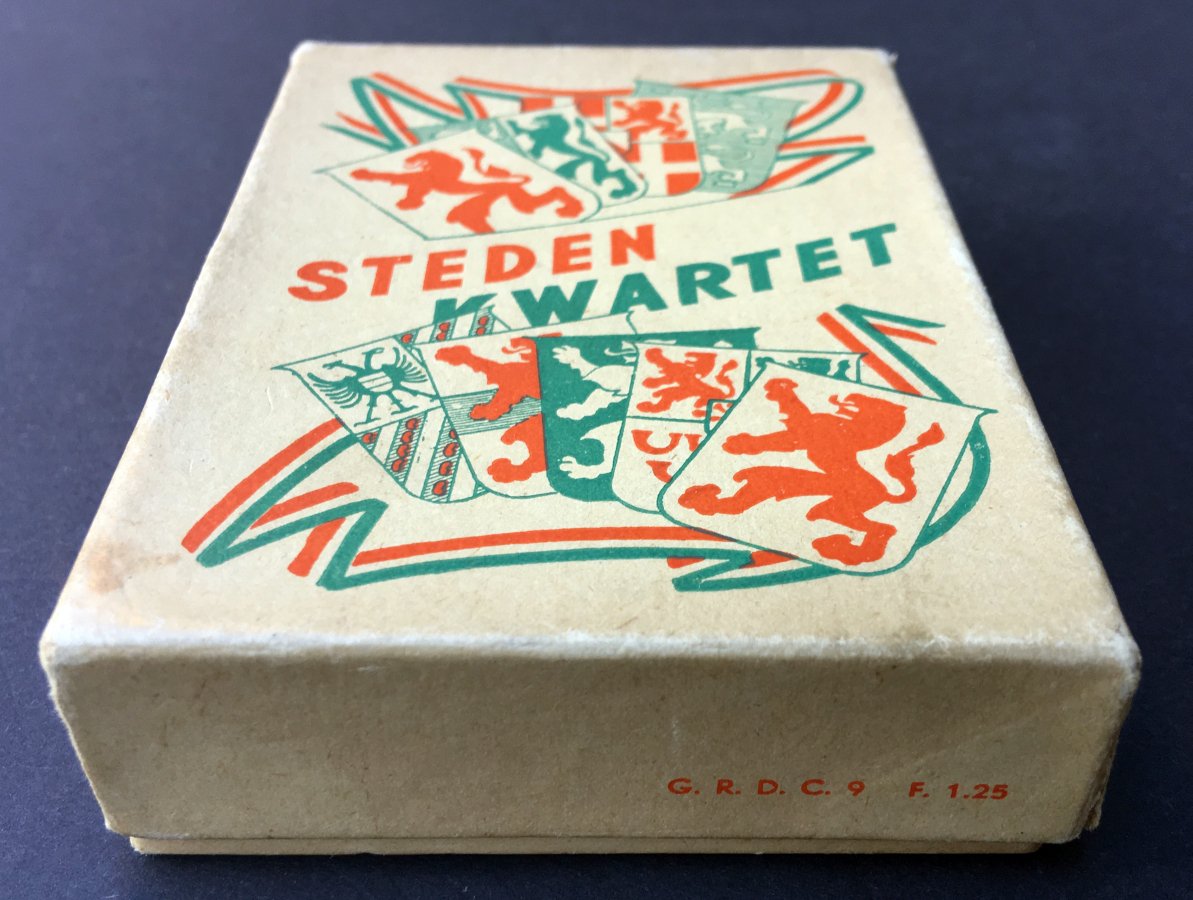 STEDEN
KWARTET
G. R. D. C. 9 F. 1.25